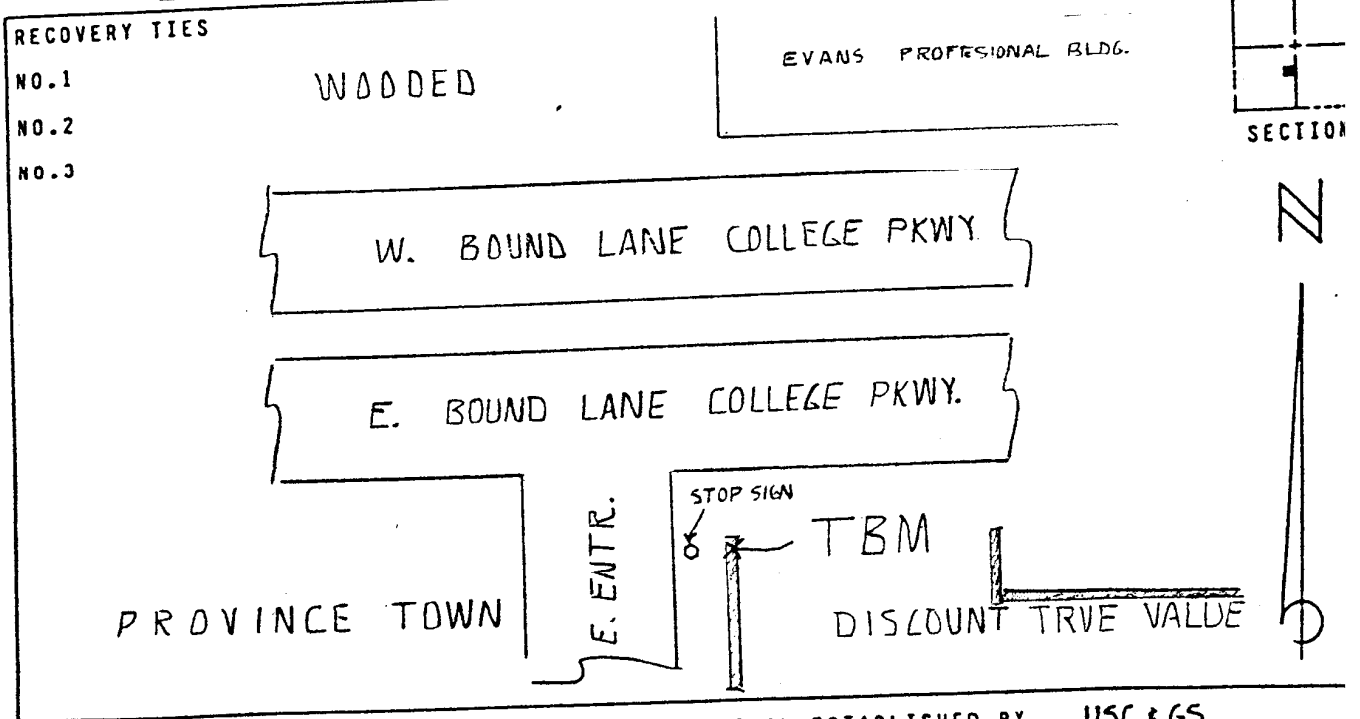 RECOVERY TIES
NO.1
NO.2
NO.3
WOODED
EVANS PROFESIONAL BLDG.
SECTION
N
W. BOUND LANE COLLEGE PKWY.
E. BOUND LANE COLLEGE PKWY.
STOP SIGN
E. ENTR.
TBM
PROVINCE TOWN
DISCOUNT TRVE VALUE
ESTABLISHED BY USC & GS